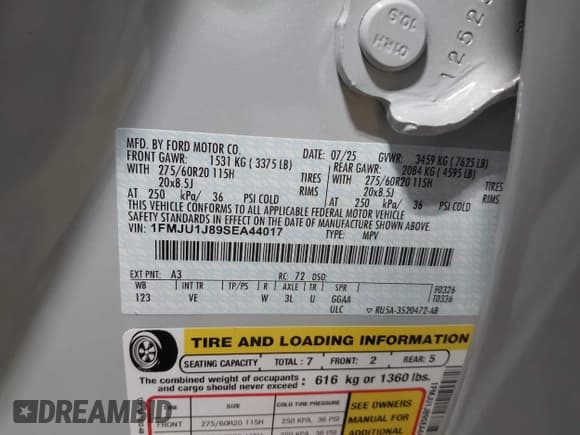 01RH
10.9
MFD. BY FORD MOTOR CO.
DATE: 07/25 GVWR: 3459 KG ( 7625 LB)
FRONT GAWR: 1531 KG ( 3375 LB) REAR GAWR: 2084 KG ( 4595 LB)
WITH 275/60R20 115H TIRES WITH 275/60R20 115H TIRES
20x8.5J RIMS 20x8.5J RIMS
AT 250 kPa/ 36 PSI COLD AT 250 kPa/ 36 PSI COLD
THIS VEHICLE CONFORMS TO ALL APPLICABLE FEDERAL MOTOR VEHICLE
SAFETY STANDARDS IN EFFECT ON THE DATE OF MANUFACTURE SHOWN ABOVE.
VIN: 1FMJU1J89SEA44017
TYPE: MPV
EXT PNT: A3 RC: 72 DSO:
WB INT TR TP/PS R AXLE TR SPR F0326
123 VE W 3L U GGAA T0336
ULC RU5A-3520472-AB
TIRE AND LOADING INFORMATION
SEATING CAPACITY TOTAL : 7 FRONT: 2 REAR: 5
The combined weight of occupants and cargo should never exceed : 616 kg or 1360 lbs.
TIRE SIZE COLD TIRE PRESSURE
FRONT 275/60R20 115H 250 KPA, 36 PSI
SEE OWNERS
MANUAL FOR
ADDITIONAL
DREAMBID